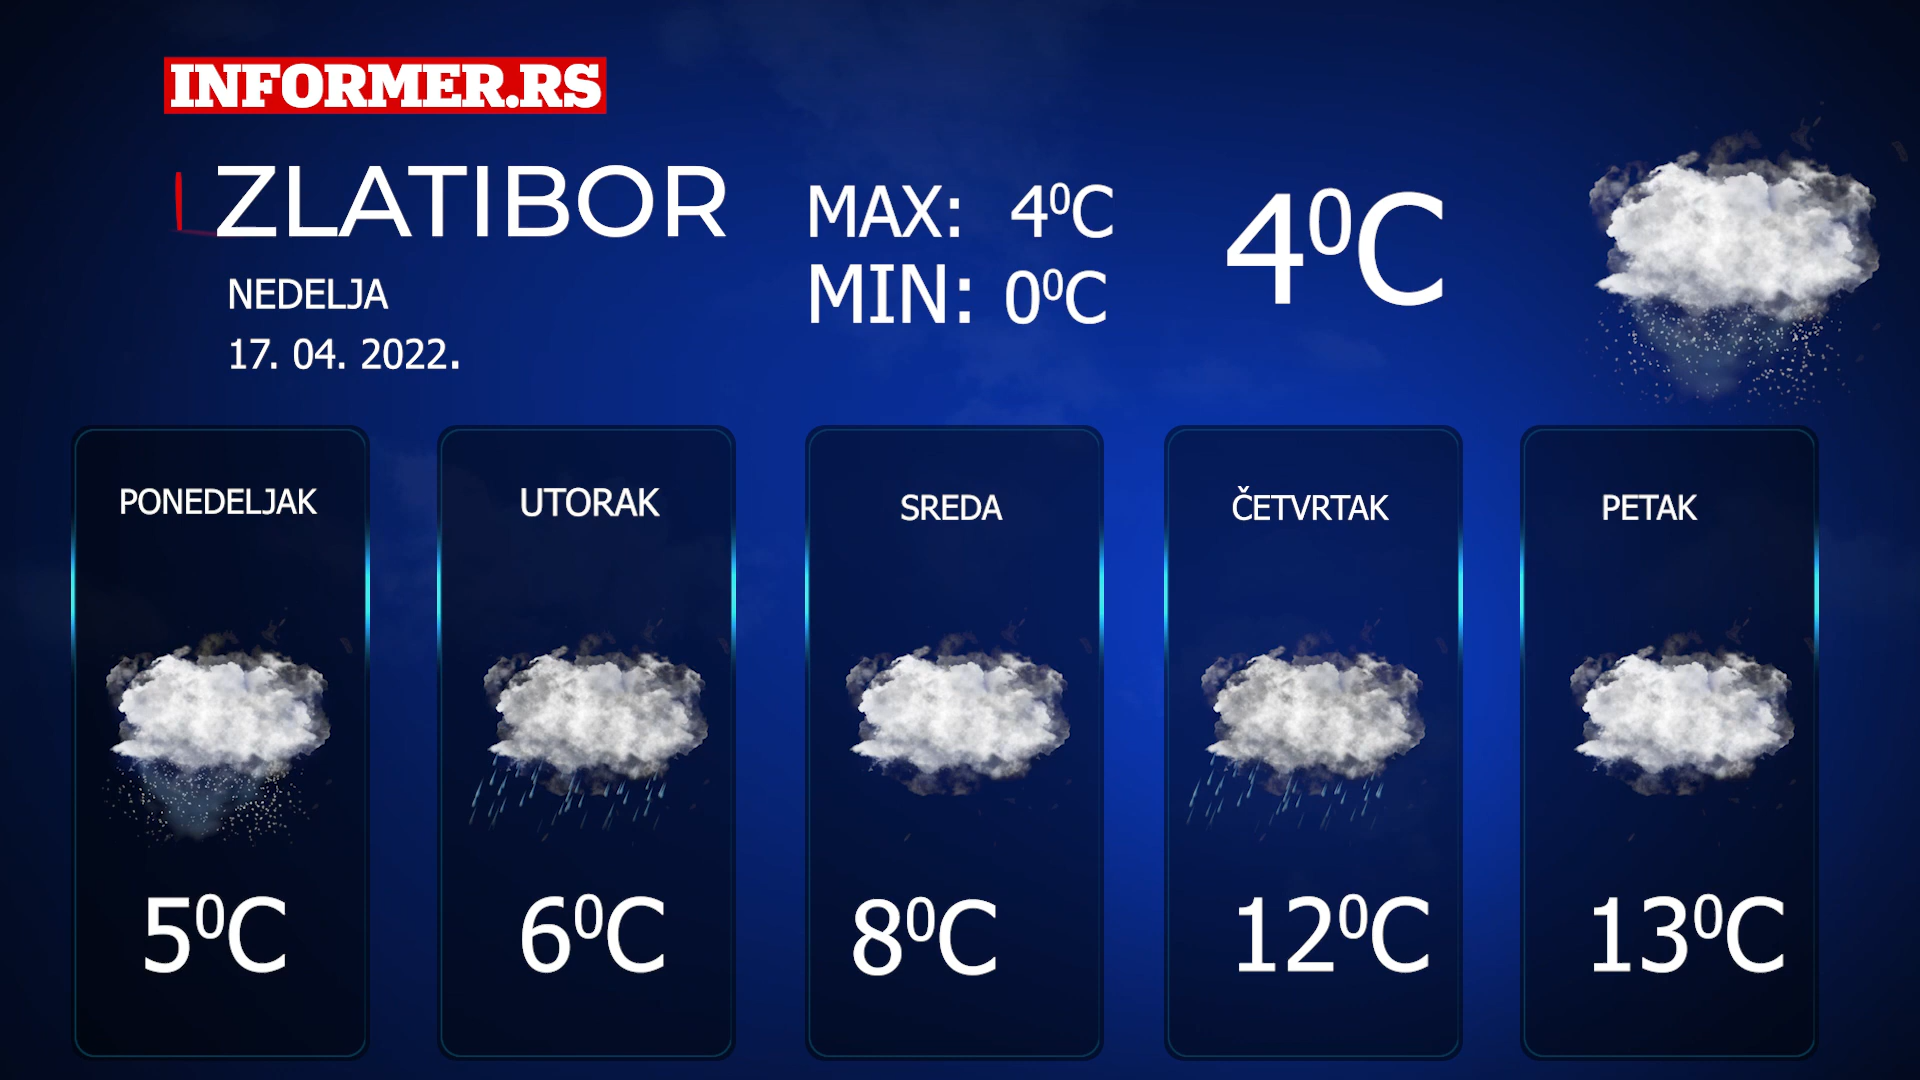 INFORMER.RS
ZLATIBOR
NEDELJA
17. 04. 2022.
MAX: 4⁰C
MIN: 0⁰C
4⁰C
PONEDELJAK
5⁰C
UTORAK
6⁰C
SREDA
8⁰C
ČETVRTAK
12⁰C
PETAK
13⁰C